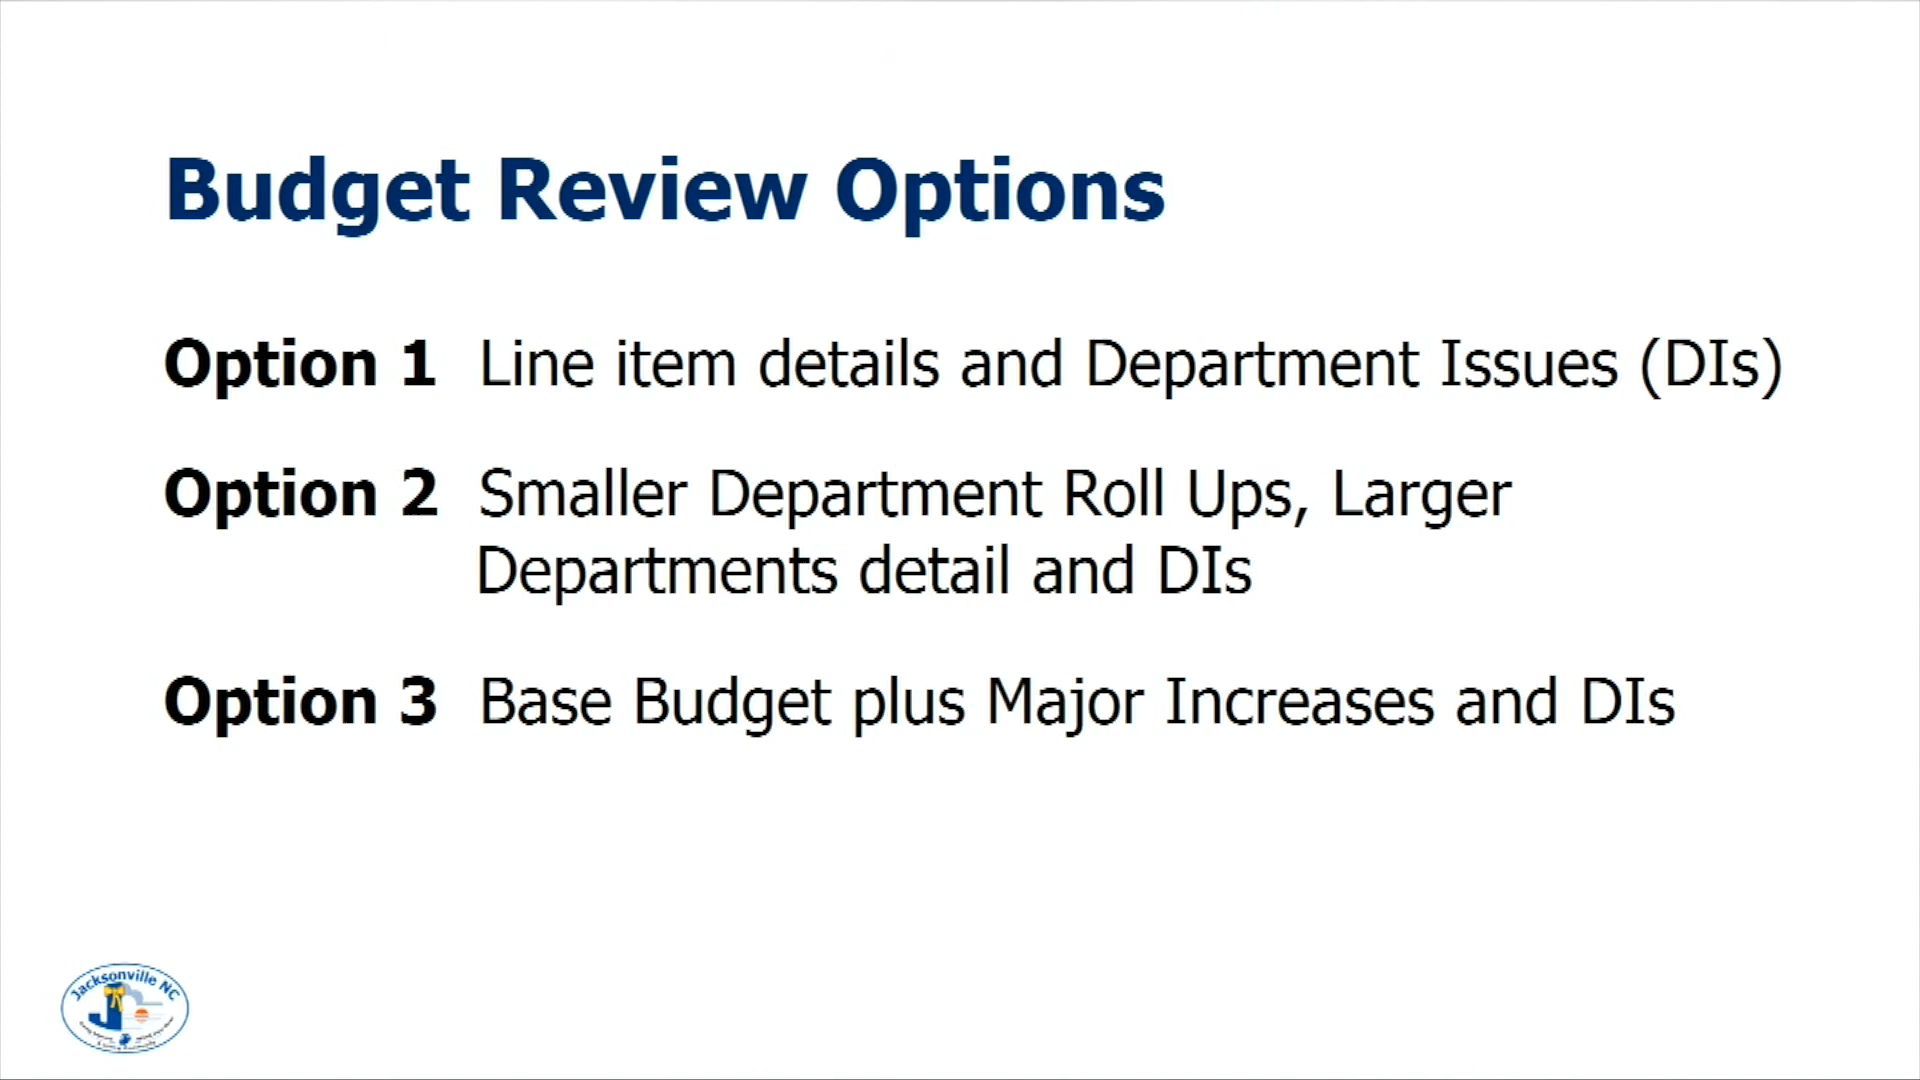 Budget Review Options
Option 1 Line item details and Department Issues (DIs)
Option 2 Smaller Department Roll Ups, Larger
Departments detail and DIs
Option 3 Base Budget plus Major Increases and DIs
Jacksonville NC